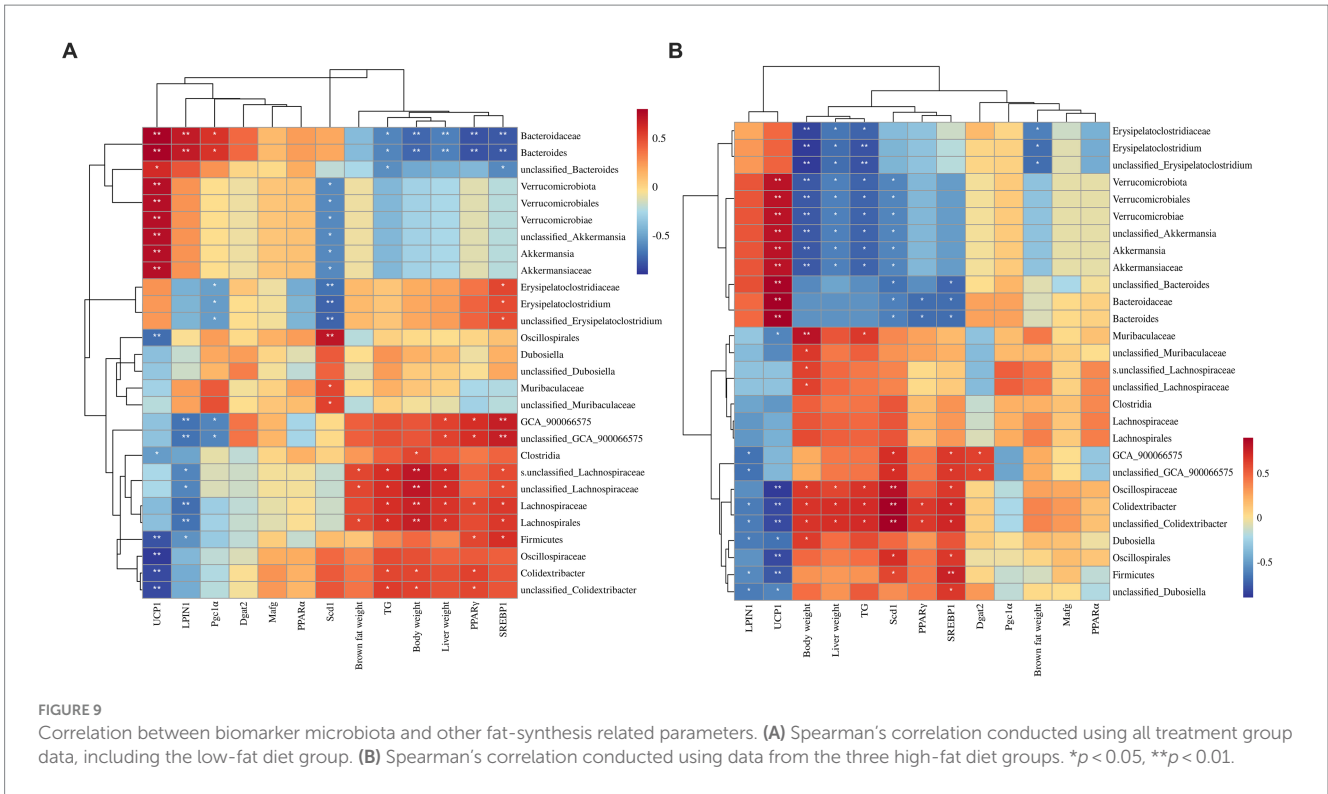 A
B
0.5
0
-0.5
** ** * * ** ** ** **
** ** * * ** ** ** **
* * *
** *
** *
** *
** *
** *
** *
* ** *
* ** *
* ** *
** **
*
*
** * * * **
** * * **
* *
* * * ** * *
* * * ** * *
** * ** * * *
** * * ** * *
** * * *
**
** * * *
** * * *
Bacteroidaceae
Bacteroides
unclassified_Bacteroides
Verrucomicrobiota
Verrucomicrobiales
Verrucomicrobiae
unclassified_Akkermansia
Akkermansia
Akkermansiaceae
Erysipelatoclostridiaceae
Erysipelatoclostridium
unclassified_Erysipelatoclostridium
Oscillospirales
Dubosiella
unclassified_Dubosiella
Muribaculaceae
unclassified_Muribaculaceae
GCA_900066575
unclassified_GCA_900066575
Clostridia
s.unclassified_Lachnospiraceae
unclassified_Lachnospiraceae
Lachnospiraceae
Lachnospirales
Firmicutes
Oscillospiraceae
Colidextribacter
unclassified_Colidextribacter
UCP1
LPIN1
Pgc1α
Dgat2
Mafg
PPARα
Scd1
Brown fat weight
TG
Body weight
Liver weight
PPARγ
SREBP1
** * * *
** * ** *
** * ** *
** ** * * *
** ** * * *
** ** * * *
** ** * * *
** ** * * *
** ** * * *
** * *
** * * *
** * * *
* ** *
*
*
*
* * * *
* * * *
** * * * ** * *
* ** * * * ** * *
* ** * * * ** * *
* * *
** * *
* ** * **
* * *
Erysipelatoclostridiaceae
Erysipelatoclostridium
unclassified_Erysipelatoclostridium
Verrucomicrobiota
Verrucomicrobiales
Verrucomicrobiae
unclassified_Akkermansia
Akkermansia
Akkermansiaceae
unclassified_Bacteroides
Bacteroidaceae
Bacteroides
Muribaculaceae
unclassified_Muribaculaceae
s.unclassified_Lachnospiraceae
unclassified_Lachnospiraceae
Clostridia
Lachnospiraceae
Lachnospirales
GCA_900066575
unclassified_GCA_900066575
Oscillospiraceae
Colidextribacter
unclassified_Colidextribacter
Dubosiella
Oscillospirales
Firmicutes
unclassified_Dubosiella
0.5
0
-0.5
LPIN1
UCP1
Body weight
Liver weight
TG
Scd1
PPARγ
SREBP1
Dgat2
Pgc1α
Brown fat weight
Mafg
PPARα
FIGURE 9
Correlation between biomarker microbiota and other fat-synthesis related parameters. (A) Spearman's correlation conducted using all treatment group
data, including the low-fat diet group. (B) Spearman's correlation conducted using data from the three high-fat diet groups. *p<0.05, **p<0.01.